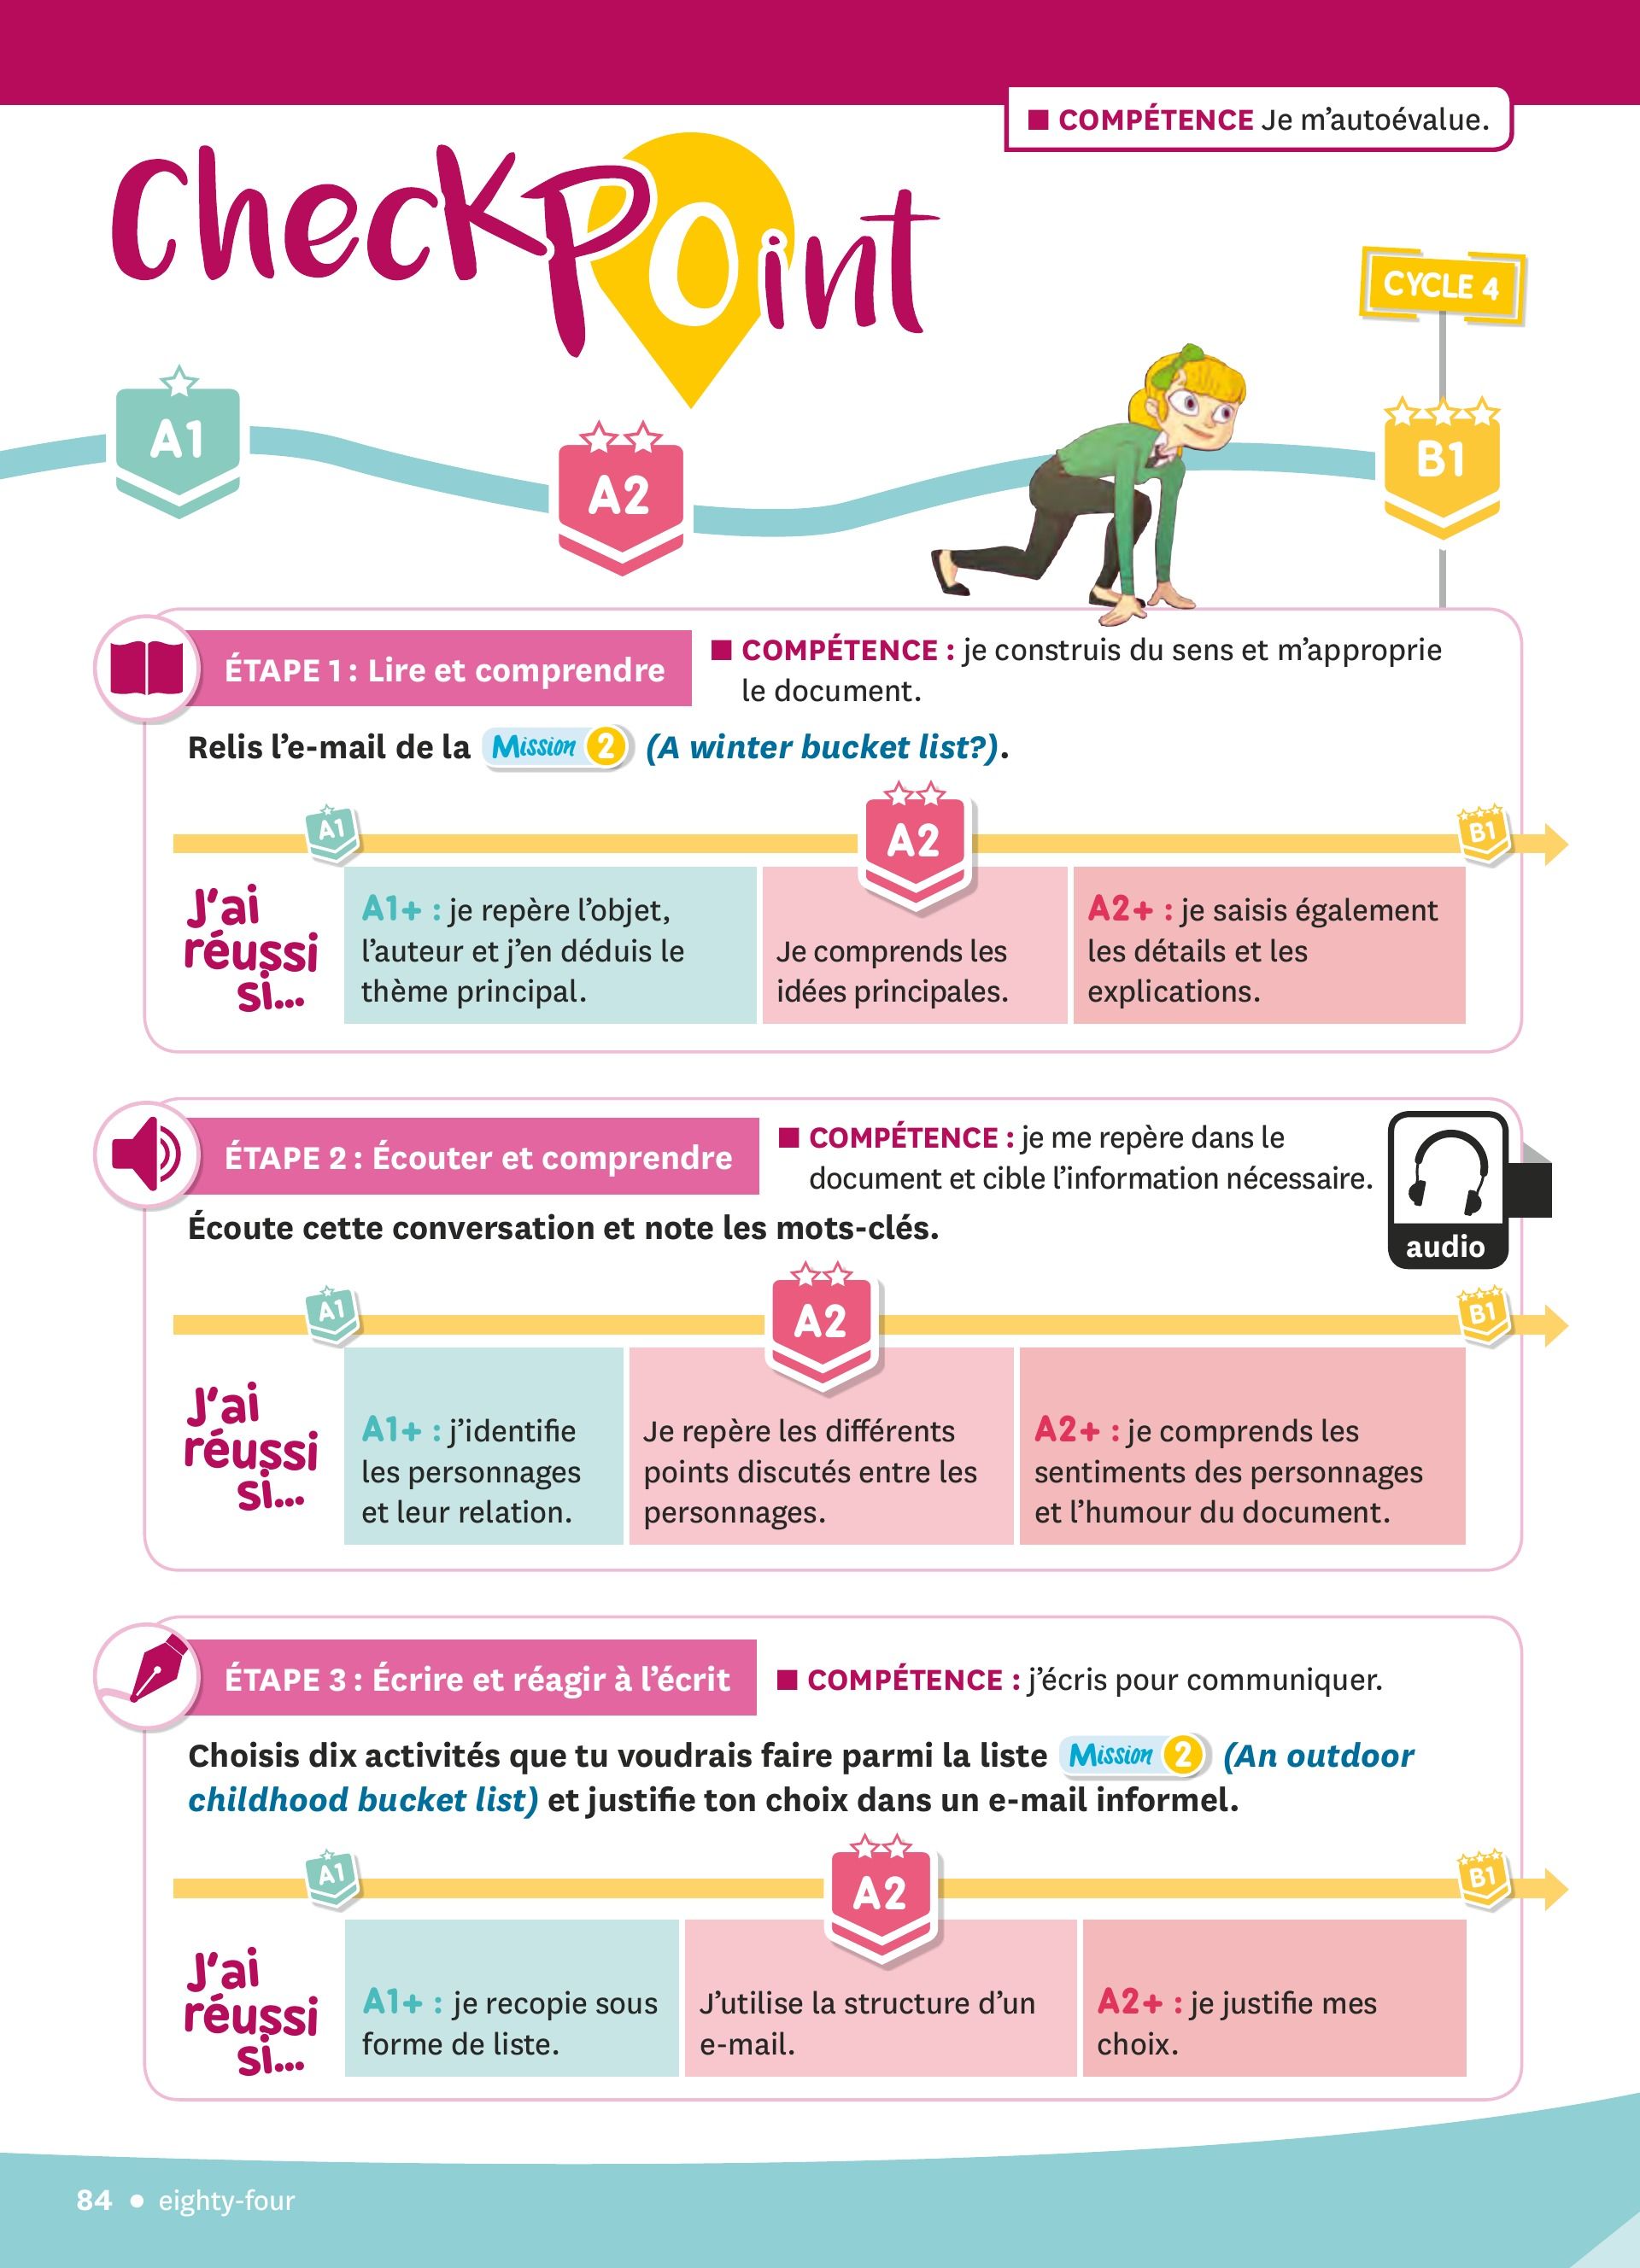 ■ COMPÉTENCE Je m’autoévalue.
CheckPoint
CYCLE 4
A1
A2
B1
ÉTAPE 1 : Lire et comprendre
■ COMPÉTENCE : je construis du sens et m’approprie
le document.
Relis l’e-mail de la Mission 2 (A winter bucket list?).
A1
A2
B1
J’ai
réussi
si...
A1+ : je repère l’objet,
l’auteur et j’en déduis le
thème principal.
Je comprends les
idées principales.
A2+ : je saisis également
les détails et les
explications.
ÉTAPE 2 : Écouter et comprendre
■ COMPÉTENCE : je me repère dans le
document et cible l’information nécessaire.
audio
Écoute cette conversation et note les mots-clés.
A1
A2
B1
J’ai
réussi
si...
A1+ : j’identifie
les personnages
et leur relation.
Je repère les différents
points discutés entre les
personnages.
A2+ : je comprends les
sentiments des personnages
et l’humour du document.
ÉTAPE 3 : Écrire et réagir à l’écrit
■ COMPÉTENCE : j’écris pour communiquer.
Choisis dix activités que tu voudrais faire parmi la liste Mission 2 (An outdoor
childhood bucket list) et justifie ton choix dans un e-mail informel.
A1
A2
B1
J’ai
réussi
si...
A1+ : je recopie sous
forme de liste.
J’utilise la structure d’un
e-mail.
A2+ : je justifie mes
choix.
84 • eighty-four